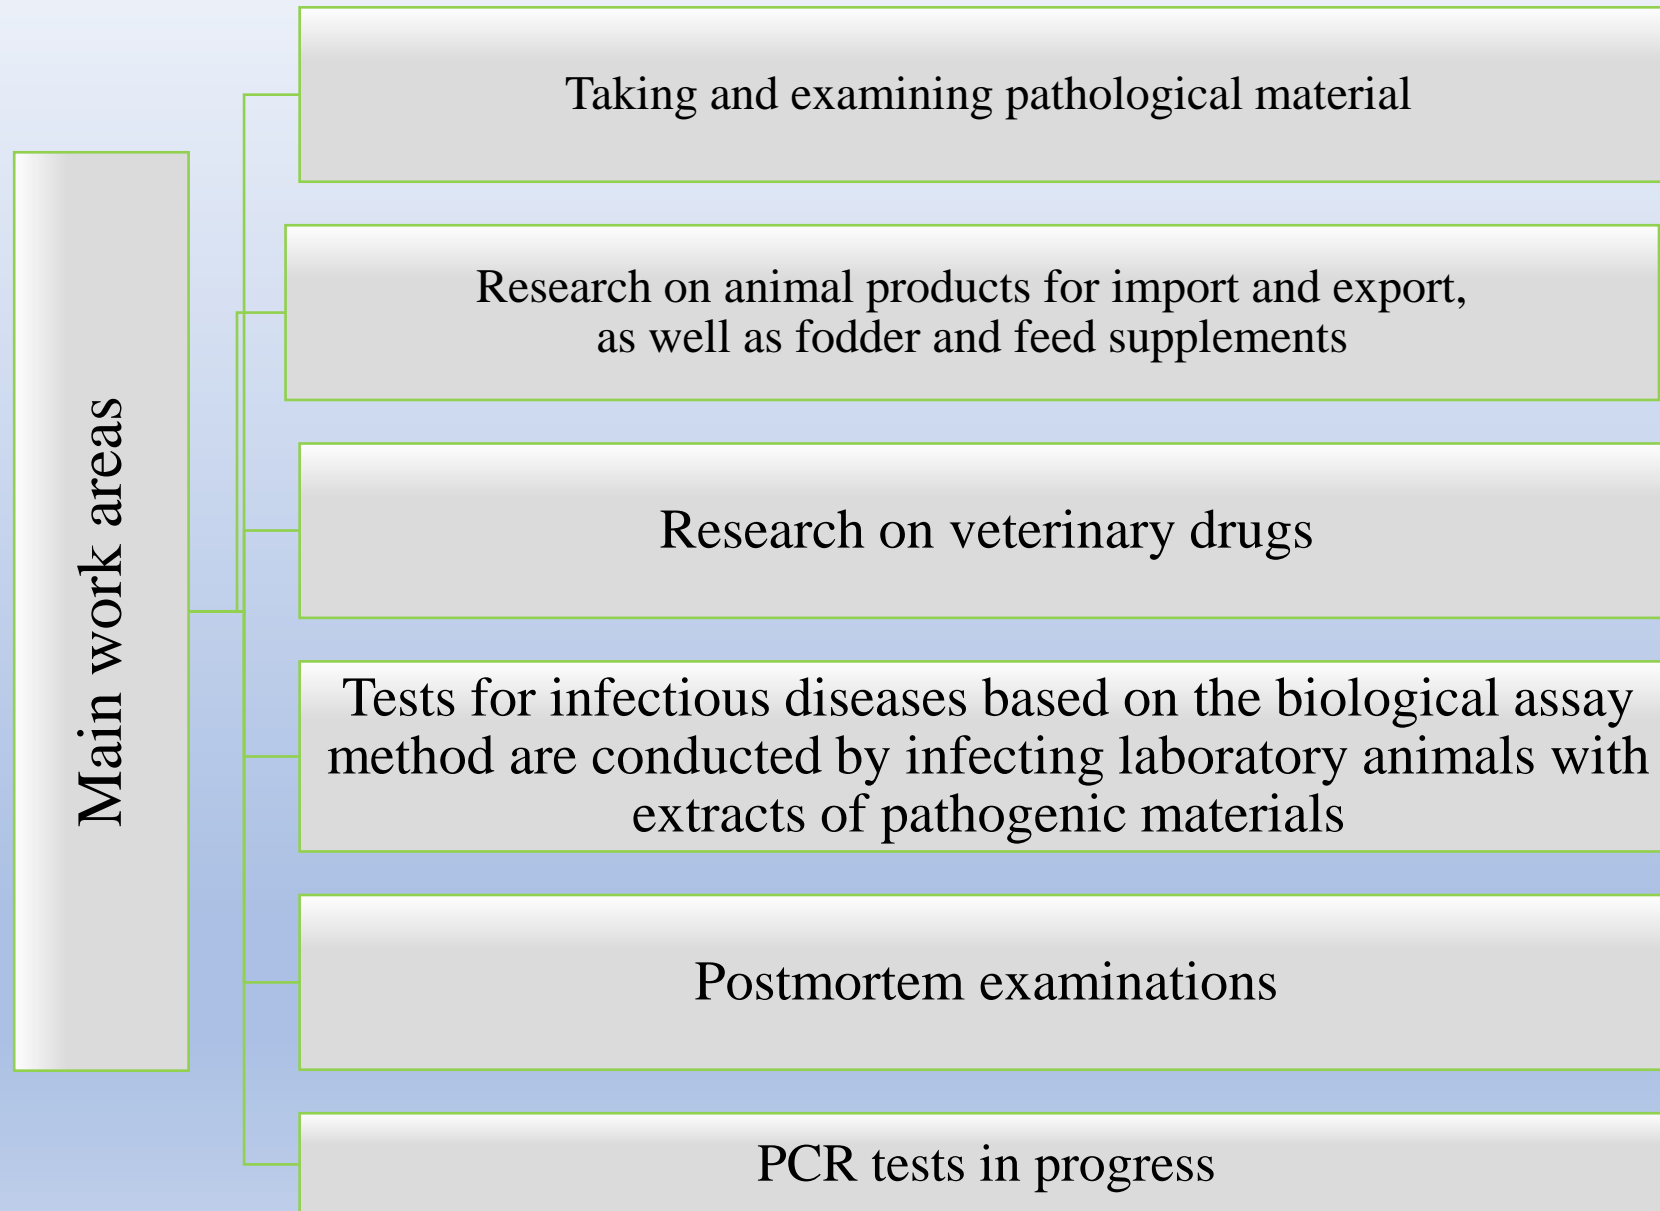 Main work areas
Taking and examining pathological material
Research on animal products for import and export,
as well as fodder and feed supplements
Research on veterinary drugs
Tests for infectious diseases based on the biological assay
method are conducted by infecting laboratory animals with
extracts of pathogenic materials
Postmortem examinations
PCR tests in progress